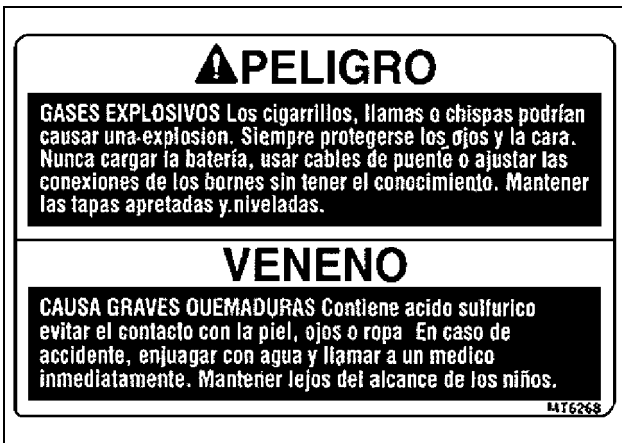 PELIGRO
GASES EXPLOSIVOS Los cigarrillos, llamas o chispas podrían
causar una explosion. Siempre protegerse los ojos y la cara.
Nunca cargar la batería, usar cables de puente o ajustar las
conexiones de los bornes sin tener el conocimiento. Mantener
las tapas apretadas y niveladas.
VENENO
CAUSA GRAVES QUEMADURAS Contiene acido sulfurico
evitar el contacto con la piel, ojos o ropa En caso de
accidente, enjuagar con agua y llamar a un medico
inmediatamente. Mantener lejos del alcance de los niños.
MT6268